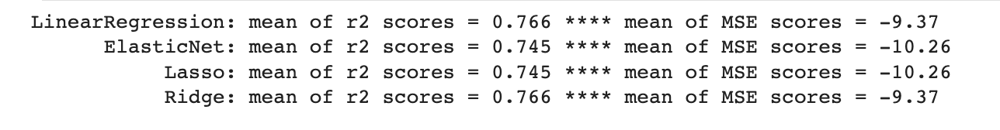 LinearRegression: mean of r2 scores = 0.766 **** mean of MSE scores = -9.37
ElasticNet: mean of r2 scores = 0.745 **** mean of MSE scores = -10.26
Lasso: mean of r2 scores = 0.745 **** mean of MSE scores = -10.26
Ridge: mean of r2 scores = 0.766 **** mean of MSE scores = -9.37